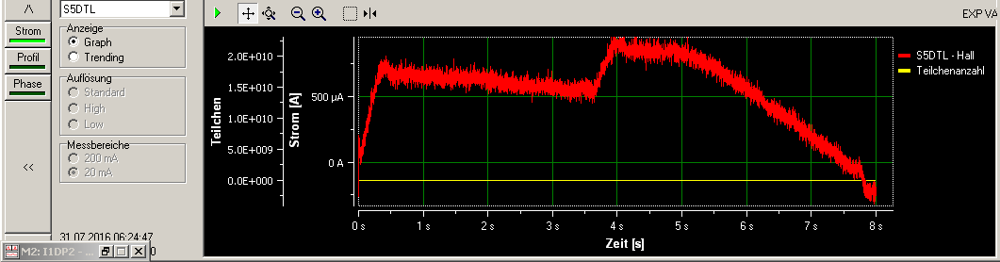 S5DTL
Strom
Profil
Phase
<<
Anzeige
Graph
Trending
Auflösung
Standard
High
Low
Messbereiche
200 mA
20 mA
31.07.2016 06:24:47
M2: I1DP2 - ...
0
EXP VA
Teilchen
2.0E+010
1.5E+010
1.0E+010
5.0E+009
0.0E+000
Strom [A]
500 µA
0 A
0 s
1 s
2 s
3 s
4 s
5 s
6 s
7 s
8 s
Zeit [s]
S5DTL - Hall
Teilchenanzahl